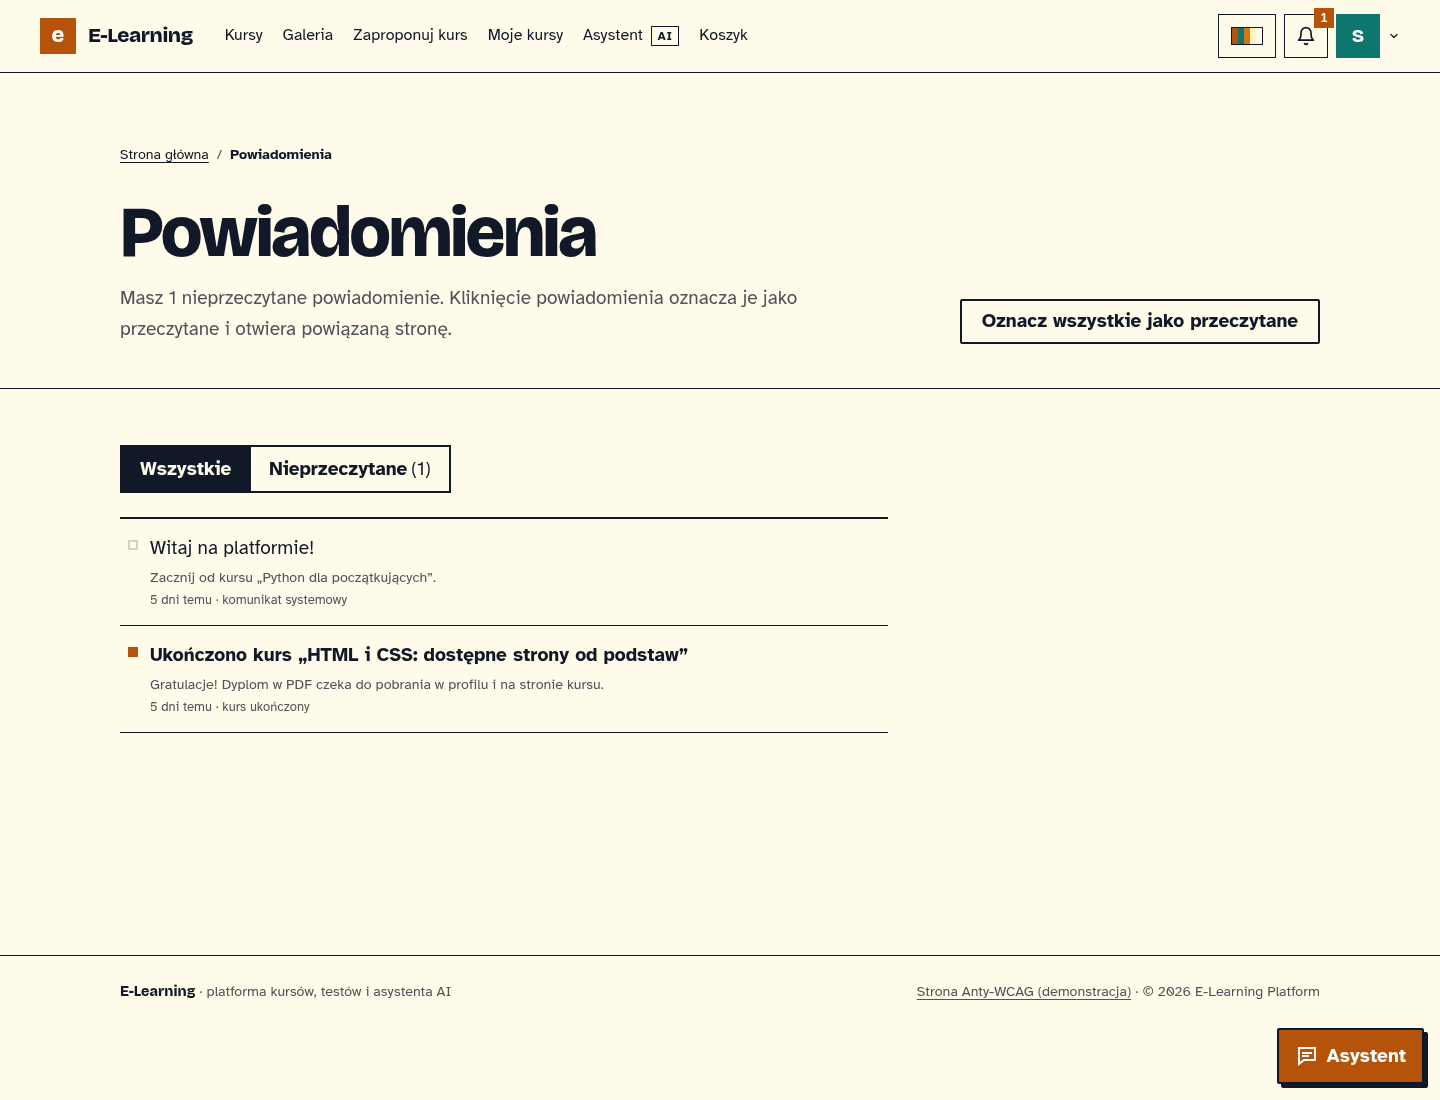 e E-Learning Kursy Galeria Zaproponuj kurs Moje kursy Asystent AI Koszyk 1 S
Strona główna / Powiadomienia
Powiadomienia
Masz 1 nieprzeczytane powiadomienie. Kliknięcie powiadomienia oznacza je jako
przeczytane i otwiera powiązaną stronę.
Oznacz wszystkie jako przeczytane
Wszystkie Nieprzeczytane (1)
Witaj na platformie!
Zacznij od kursu „Python dla początkujących”.
5 dni temu · komunikat systemowy
Ukończono kurs „HTML i CSS: dostępne strony od podstaw”
Gratulacje! Dyplom w PDF czeka do pobrania w profilu i na stronie kursu.
5 dni temu · kurs ukończony
E-Learning · platforma kursów, testów i asystenta AI
Strona Anty-WCAG (demonstracja) · © 2026 E-Learning Platform
Asystent